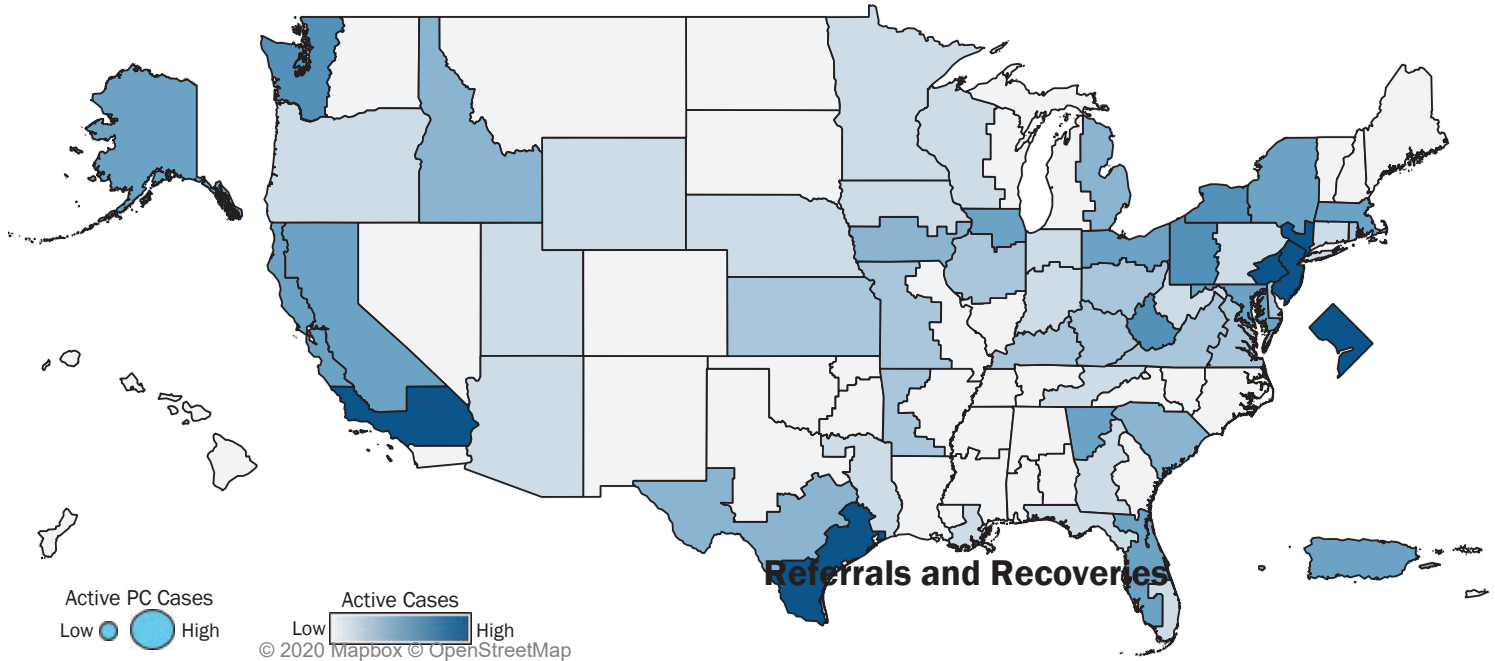 Referrals and Recoveries
Active PC Cases
Low High
Active Cases
Low High
© 2020 Mapbox © OpenStreetMap